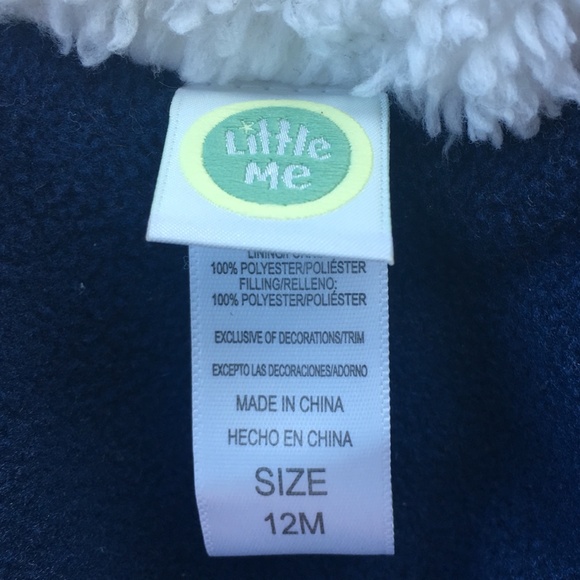 Little
Me
100% POLYESTER/POLIÉSTER
FILLING/RELLENO:
100% POLYESTER/POLIÉSTER
EXCLUSIVE OF DECORATIONS/TRIM
EXCEPTO LAS DECORACIONES/ADORNO
MADE IN CHINA
HECHO EN CHINA
SIZE
12M